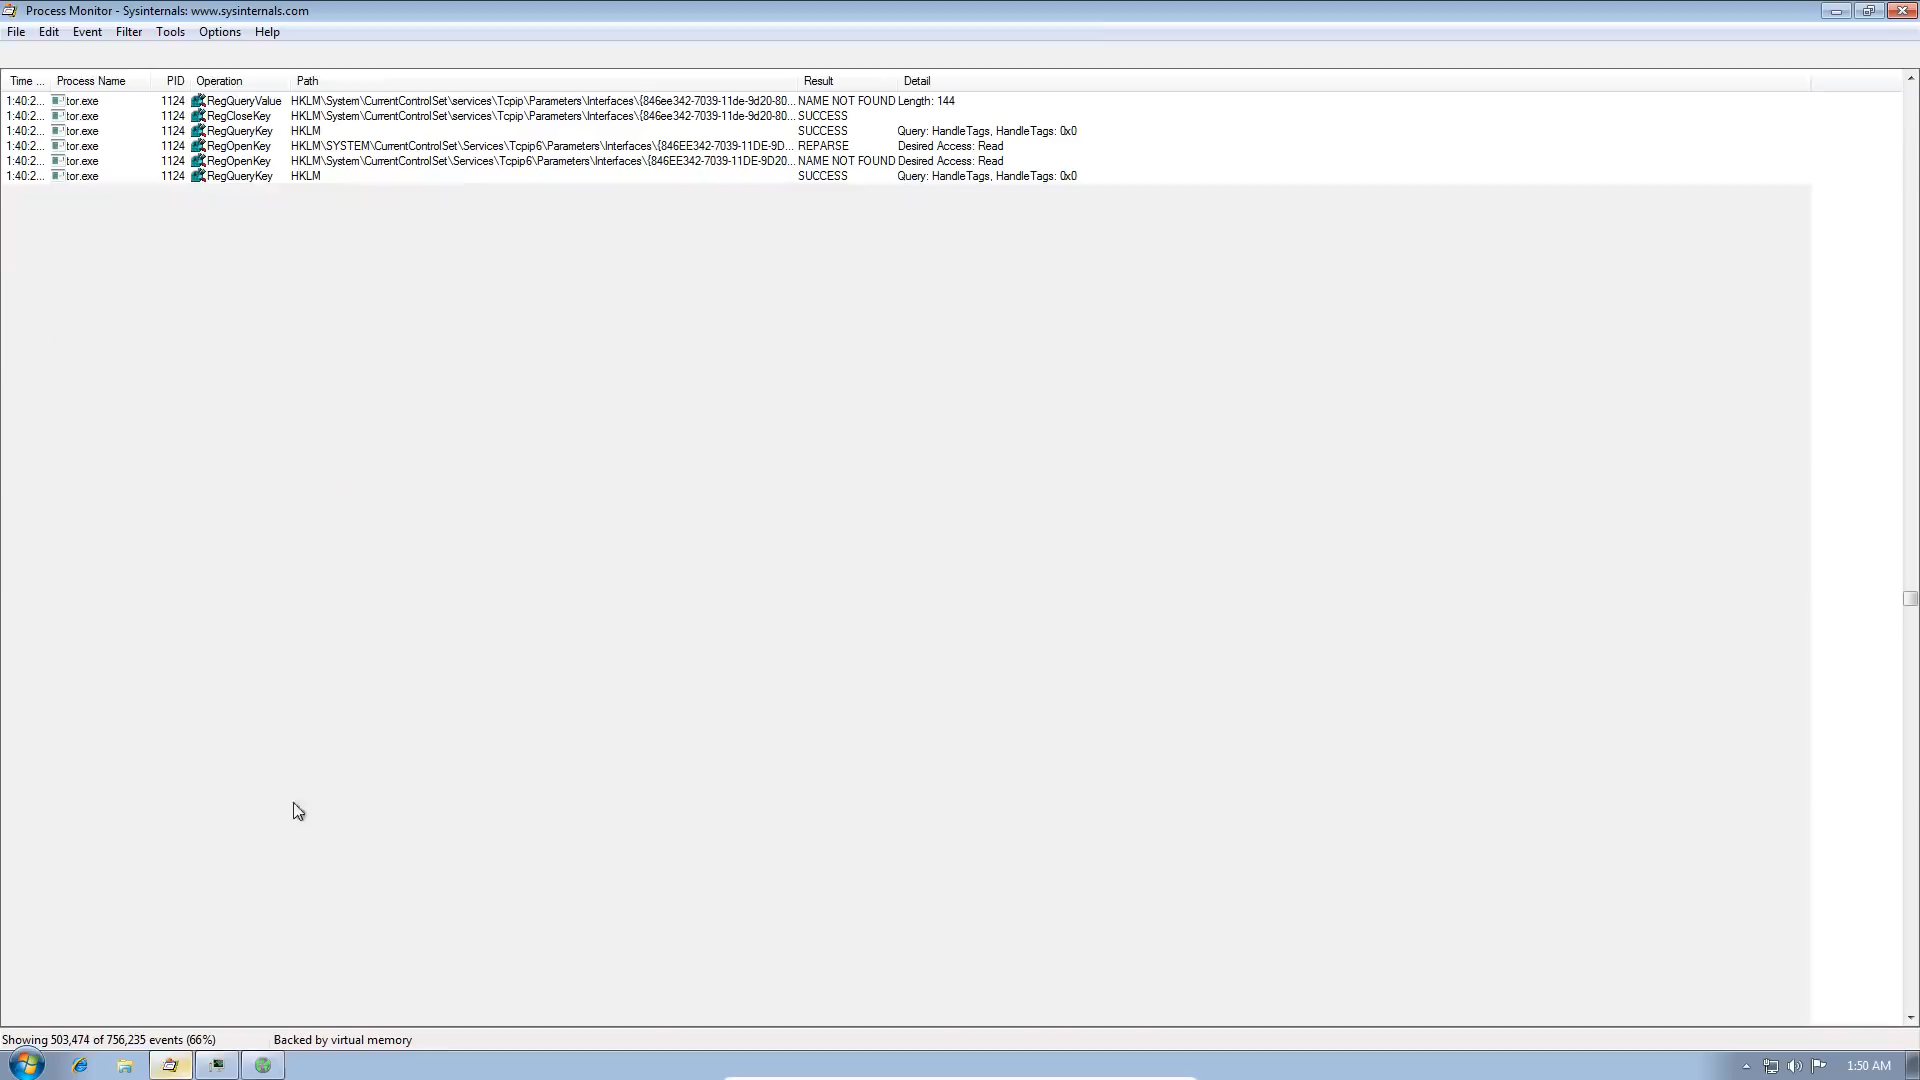 Process Monitor - Sysinternals: www.sysinternals.com
File Edit Event Filter Tools Options Help
Time ... Process Name PID Operation Path Result Detail
1:40:2... tor.exe 1124 RegQueryValue HKLM\System\CurrentControlSet\services\Tcpip\Parameters\Interfaces\{846ee342-7039-11de-9d20-80... NAME NOT FOUND Length: 144
1:40:2... tor.exe 1124 RegCloseKey HKLM\System\CurrentControlSet\services\Tcpip\Parameters\Interfaces\{846ee342-7039-11de-9d20-80... SUCCESS
1:40:2... tor.exe 1124 RegQueryKey HKLM SUCCESS Query: HandleTags, HandleTags: 0x0
1:40:2... tor.exe 1124 RegOpenKey HKLM\SYSTEM\CurrentControlSet\Services\Tcpip6\Parameters\Interfaces\{846EE342-7039-11DE-9D... REPARSE Desired Access: Read
1:40:2... tor.exe 1124 RegOpenKey HKLM\System\CurrentControlSet\Services\Tcpip6\Parameters\Interfaces\{846EE342-7039-11DE-9D20... NAME NOT FOUND Desired Access: Read
1:40:2... tor.exe 1124 RegQueryKey HKLM SUCCESS Query: HandleTags, HandleTags: 0x0
Showing 503,474 of 756,235 events (66%) Backed by virtual memory
1:50 AM